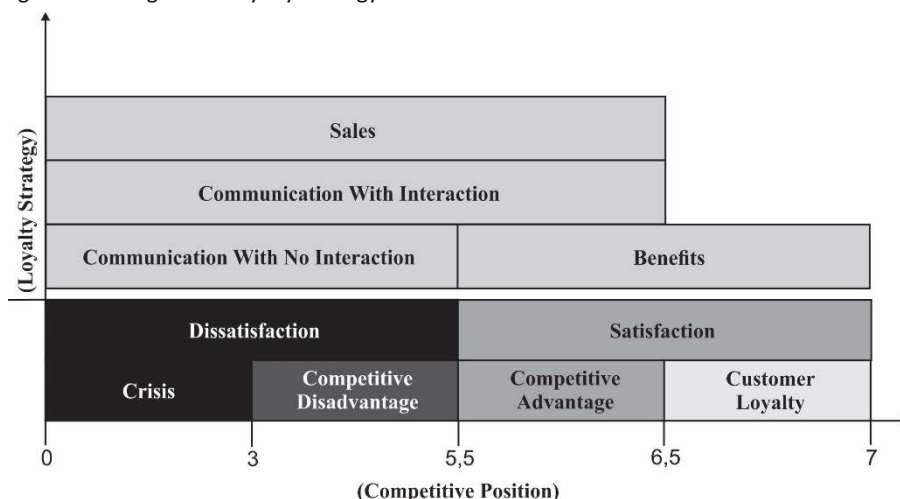 (Loyalty Strategy)
Sales
Communication With Interaction
Communication With No Interaction
Benefits
Dissatisfaction
Satisfaction
Crisis
Competitive
Disadvantage
Competitive
Advantage
Customer
Loyalty
0
3
5,5
6,5
7
(Competitive Position)